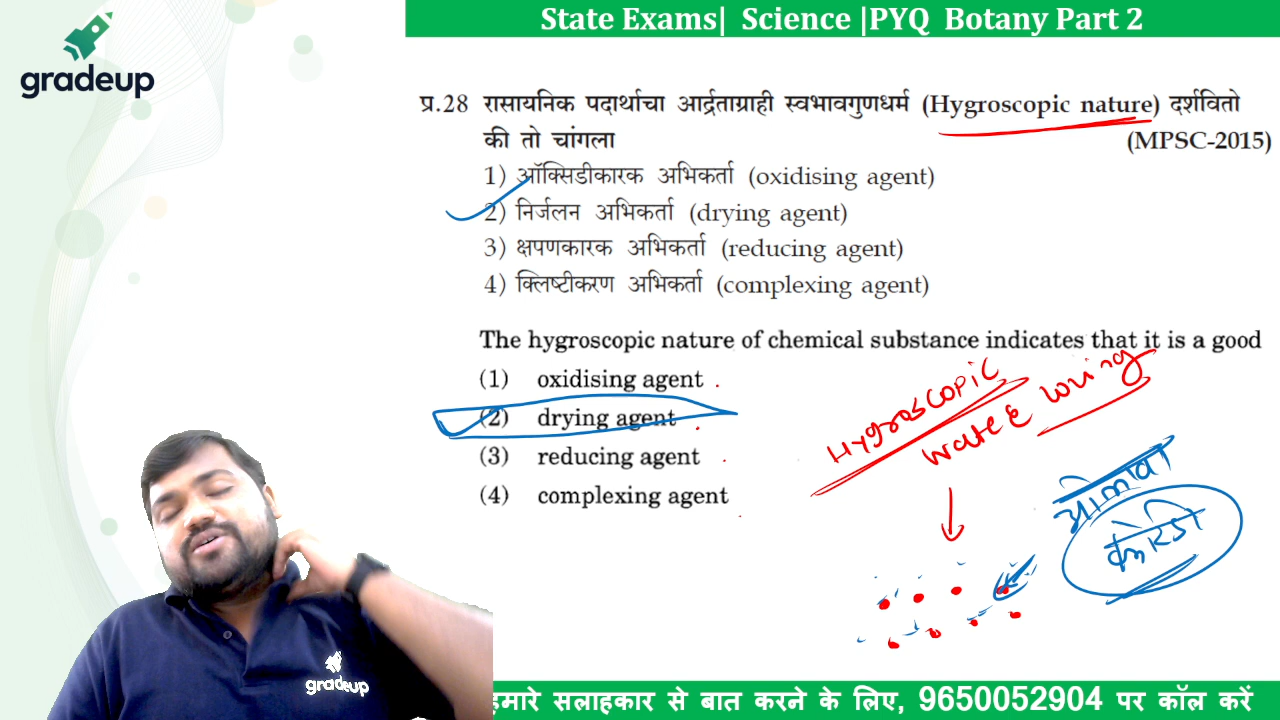 State Exams| Science |PYQ Botany Part 2
gradeup
प्र.28 रासायनिक पदार्थाचा आर्द्रताग्राही स्वभावगुणधर्म (Hygroscopic nature) दर्शवितो
की तो चांगला (MPSC-2015)
1) ऑक्सिडीकारक अभिकर्ता (oxidising agent)
2) निर्जलन अभिकर्ता (drying agent)
3) क्षपणकारक अभिकर्ता (reducing agent)
4) क्लिष्टीकरण अभिकर्ता (complexing agent)
The hygroscopic nature of chemical substance indicates that it is a good
(1) oxidising agent
(2) drying agent
(3) reducing agent
(4) complexing agent
HYGROSCOPIC
ओलावा
gradeup
हमारे सलाहकार से बात करने के लिए, 9650052904 पर कॉल करें